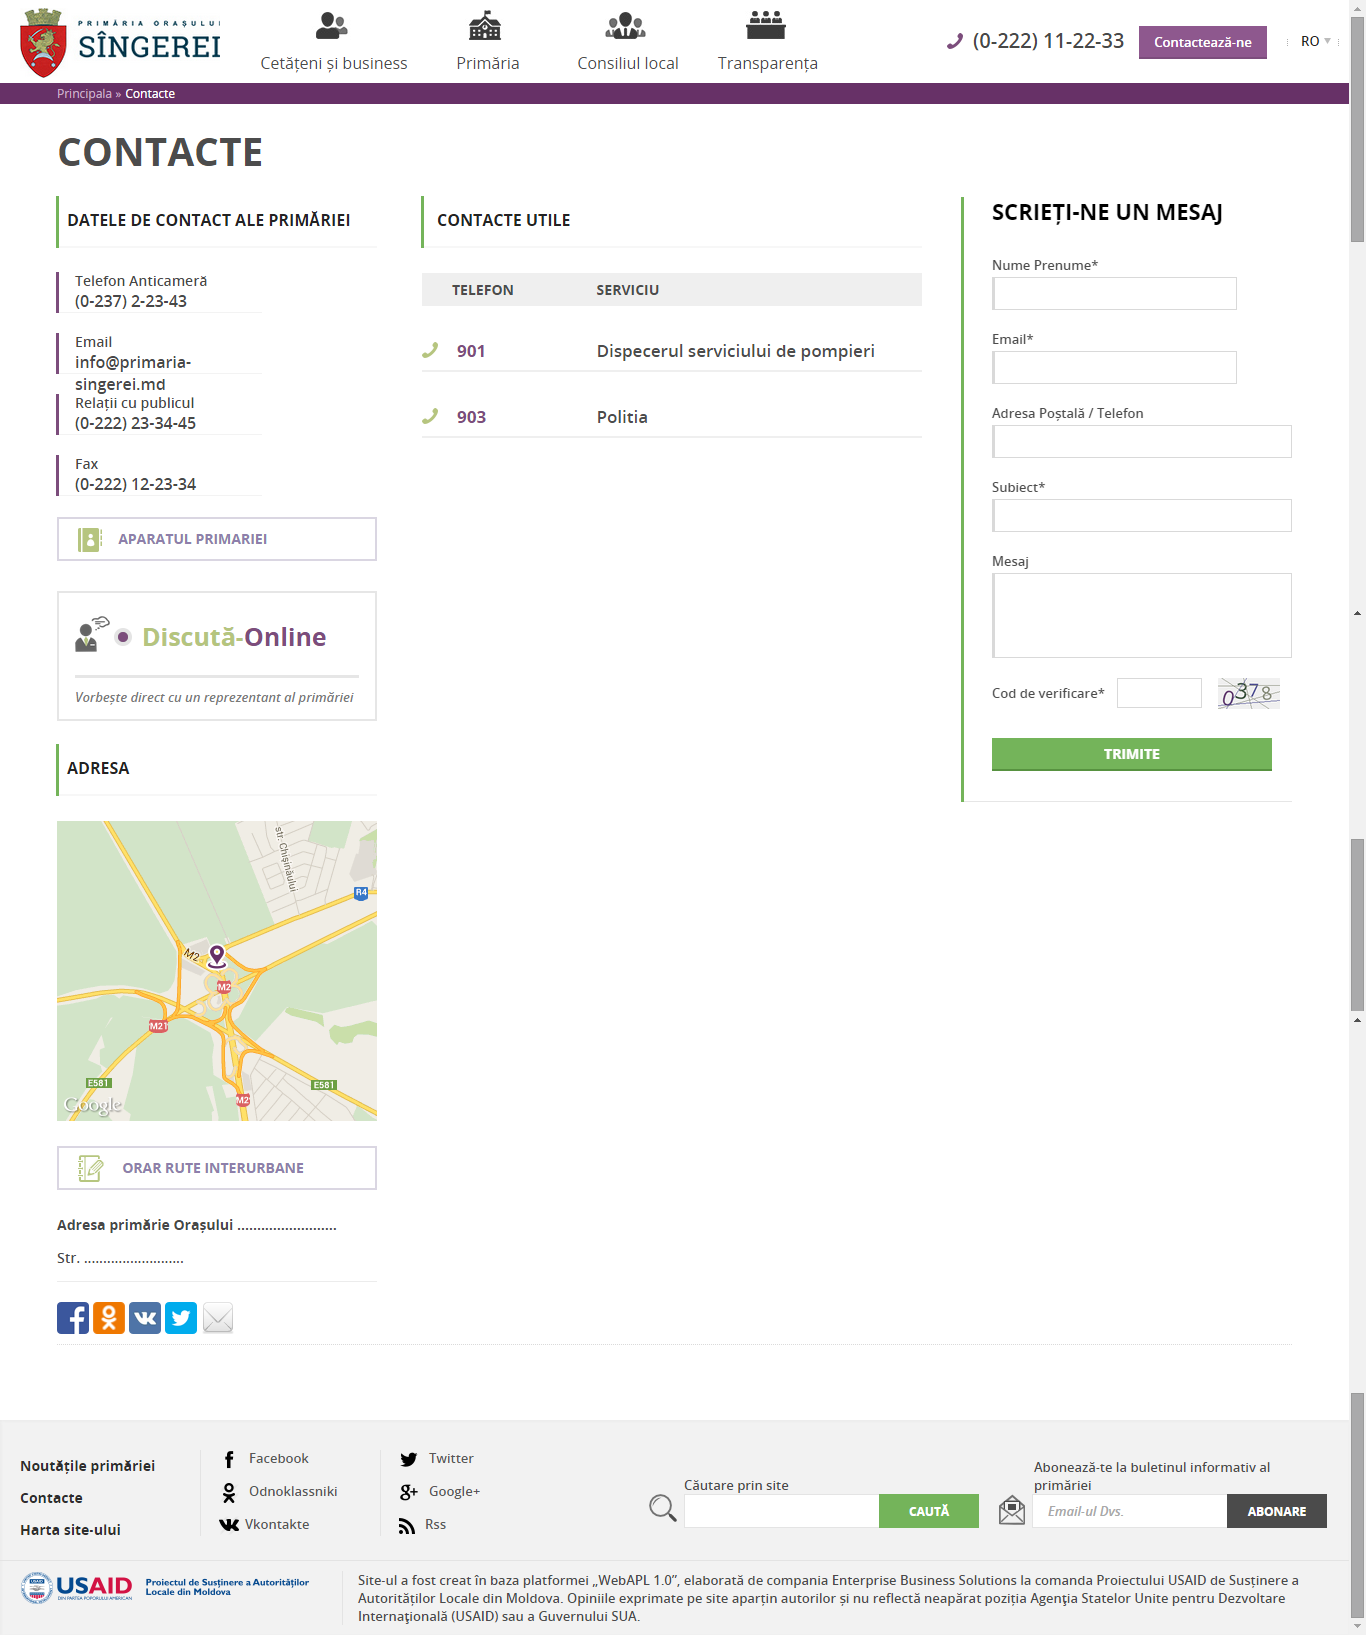 PRIMĂRIA ORAȘULUI
SÎNGEREI
Cetățeni și business
Primăria
Consiliul local
Transparența
(0-222) 11-22-33
Contactează-ne
RO
Principala » Contacte
CONTACTE
DATELE DE CONTACT ALE PRIMĂRIEI
Telefon Anticameră
(0-237) 2-23-43
Email
info@primaria-
singerei.md
Relații cu publicul
(0-222) 23-34-45
Fax
(0-222) 12-23-34
APARATUL PRIMARIEI
Discută-Online
Vorbește direct cu un reprezentant al primăriei
ADRESA
str. Chișinăului
R4
M2
M2
M21
E581
E581
M2
Google
ORAR RUTE INTERURBANE
Adresa primărie Orașului .........................
Str. ..........................
CONTACTE UTILE
TELEFON SERVICIU
901 Dispecerul serviciului de pompieri
903 Politia
SCRIEȚI-NE UN MESAJ
Nume Prenume*
Email*
Adresa Poștală / Telefon
Subiect*
Mesaj
Cod de verificare*
0378
TRIMITE
Noutățile primăriei
Contacte
Harta site-ului
Facebook
Odnoklassniki
Vkontakte
Twitter
Google+
Rss
Căutare prin site
CAUTĂ
Abonează-te la buletinul informativ al
primăriei
Email-ul Dvs.
ABONARE
USAID
DIN PARTEA POPORULUI AMERICAN
Proiectul de Susținere a Autorităților
Locale din Moldova
Site-ul a fost creat în baza platformei „WebAPL 1.0”, elaborată de compania Enterprise Business Solutions la comanda Proiectului USAID de Susținere a
Autorităților Locale din Moldova. Opiniile exprimate pe site aparțin autorilor și nu reflectă neapărat poziția Agenția Statelor Unite pentru Dezvoltare
Internațională (USAID) sau a Guvernului SUA.